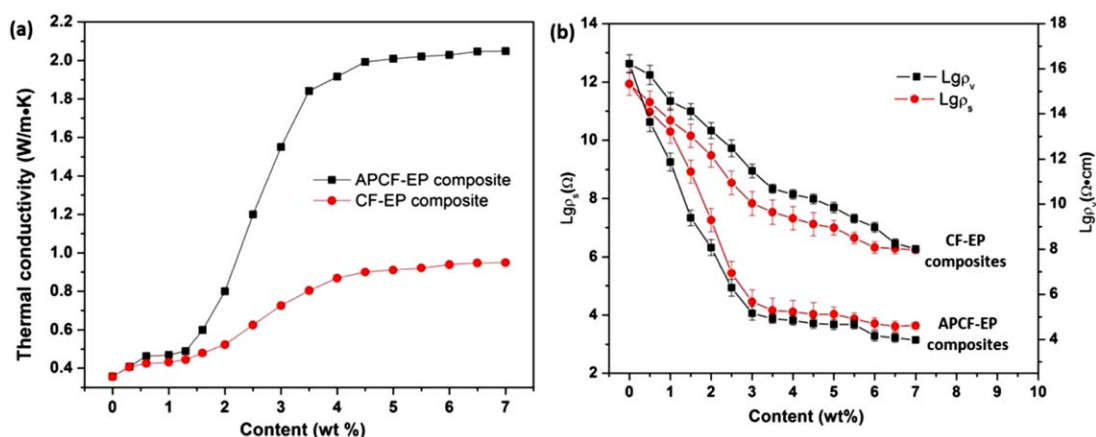 (a)
2.2
2.0
1.8
1.6
1.4
1.2
1.0
0.8
0.6
0.4
Thermal conductivity (W/m•K)
APCF-EP composite
CF-EP composite
0 1 2 3 4 5 6 7
Content (wt %)
(b)
12
10
8
6
4
2
Lgρs(Ω)
Lgρv
Lgρs
CF-EP
composites
APCF-EP
composites
18
16
14
12
10
8
6
4
Lgρv(Ω•cm)
0 1 2 3 4 5 6 7 8 9 10
Content (wt%)